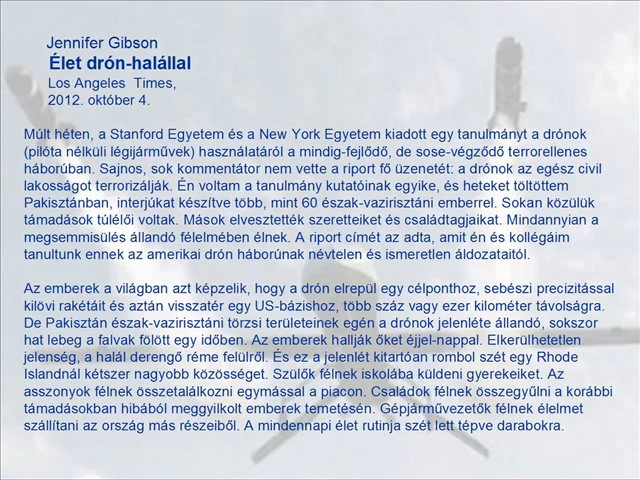 Jennifer Gibson
Élet drón-halállal
Los Angeles Times,
2012. október 4.
Múlt héten, a Stanford Egyetem és a New York Egyetem kiadott egy tanulmányt a drónok
(pilóta nélküli légijárművek) használatáról a mindig-fejlődő, de sose-végződő terrorellenes
háborúban. Sajnos, sok kommentátor nem vette a riport fő üzenetét: a drónok az egész civil
lakosságot terrorizálják. Én voltam a tanulmány kutatóinak egyike, és heteket töltöttem
Pakisztánban, interjúkat készítve több, mint 60 észak-vazirisztáni emberrel. Sokan közülük
támadások túlélői voltak. Mások elvesztették szeretteiket és családtagjaikat. Mindannyian a
megsemmisülés állandó félelmében élnek. A riport címét az adta, amit én és kollégáim
tanultunk ennek az amerikai drón háborúnak névtelen és ismeretlen áldozataitól.
Az emberek a világban azt képzelik, hogy a drón elrepül egy célponthoz, sebészi precizitással
kilövi rakétáit és aztán visszatér egy US-bázishoz, több száz vagy ezer kilométer távolságra.
De Pakisztán észak-vazirisztáni törzsi területeinek egén a drónok jelenléte állandó, sokszor
hat lebeg a falvak fölött egy időben. Az emberek hallják őket éjjel-nappal. Elkerülhetetlen
jelenség, a halál derengő réme felülről. És ez a jelenlét kitartóan rombol szét egy Rhode
Islandnál kétszer nagyobb közösséget. Szülők félnek iskolába küldeni gyerekeiket. Az
asszonyok félnek összetalálkozni egymással a piacon. Családok félnek összegyűlni a korábbi
támadásokban hibából meggyilkolt emberek temetésén. Gépjárművezetők félnek élelmet
szállítani az ország más részeiből. A mindennapi élet rutinja szét lett tépve darabokra.